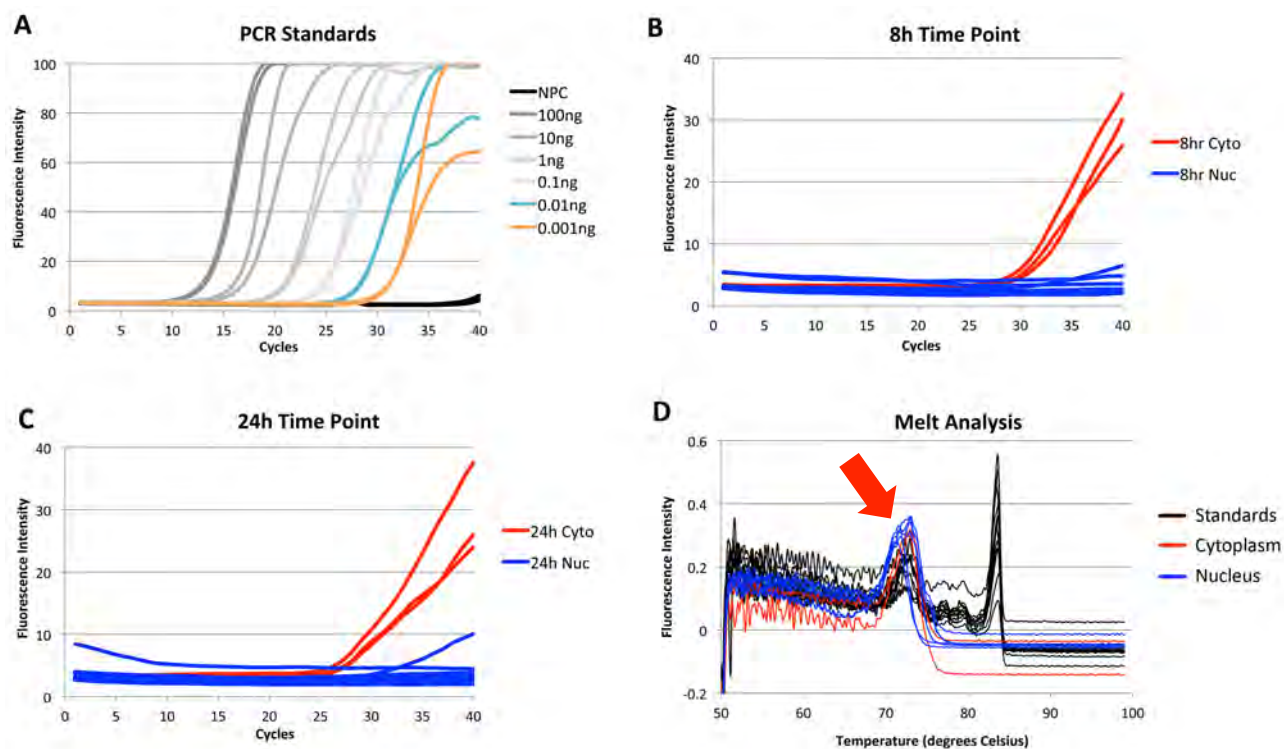 A
PCR Standards
Fluorescence Intensity
100
80
60
40
20
0
0 5 10 15 20 25 30 35 40
Cycles
NPC
100ng
10ng
1ng
0.1ng
0.01ng
0.001ng
B
8h Time Point
Fluorescencce Intensity
40
30
20
10
0
0 5 10 15 20 25 30 35 40
Cycles
8hr Cyto
8hr Nuc
C
24h Time Point
Fluorescence Intensity
40
30
20
10
0
0 5 10 15 20 25 30 35 40
Cycles
24h Cyto
24h Nuc
D
Melt Analysis
Fluorescence Intensity
0.6
0.4
0.2
0
-0.2
50 60 70 80 90 100
Temperature (degrees Celsius)
Standards
Cytoplasm
Nucleus